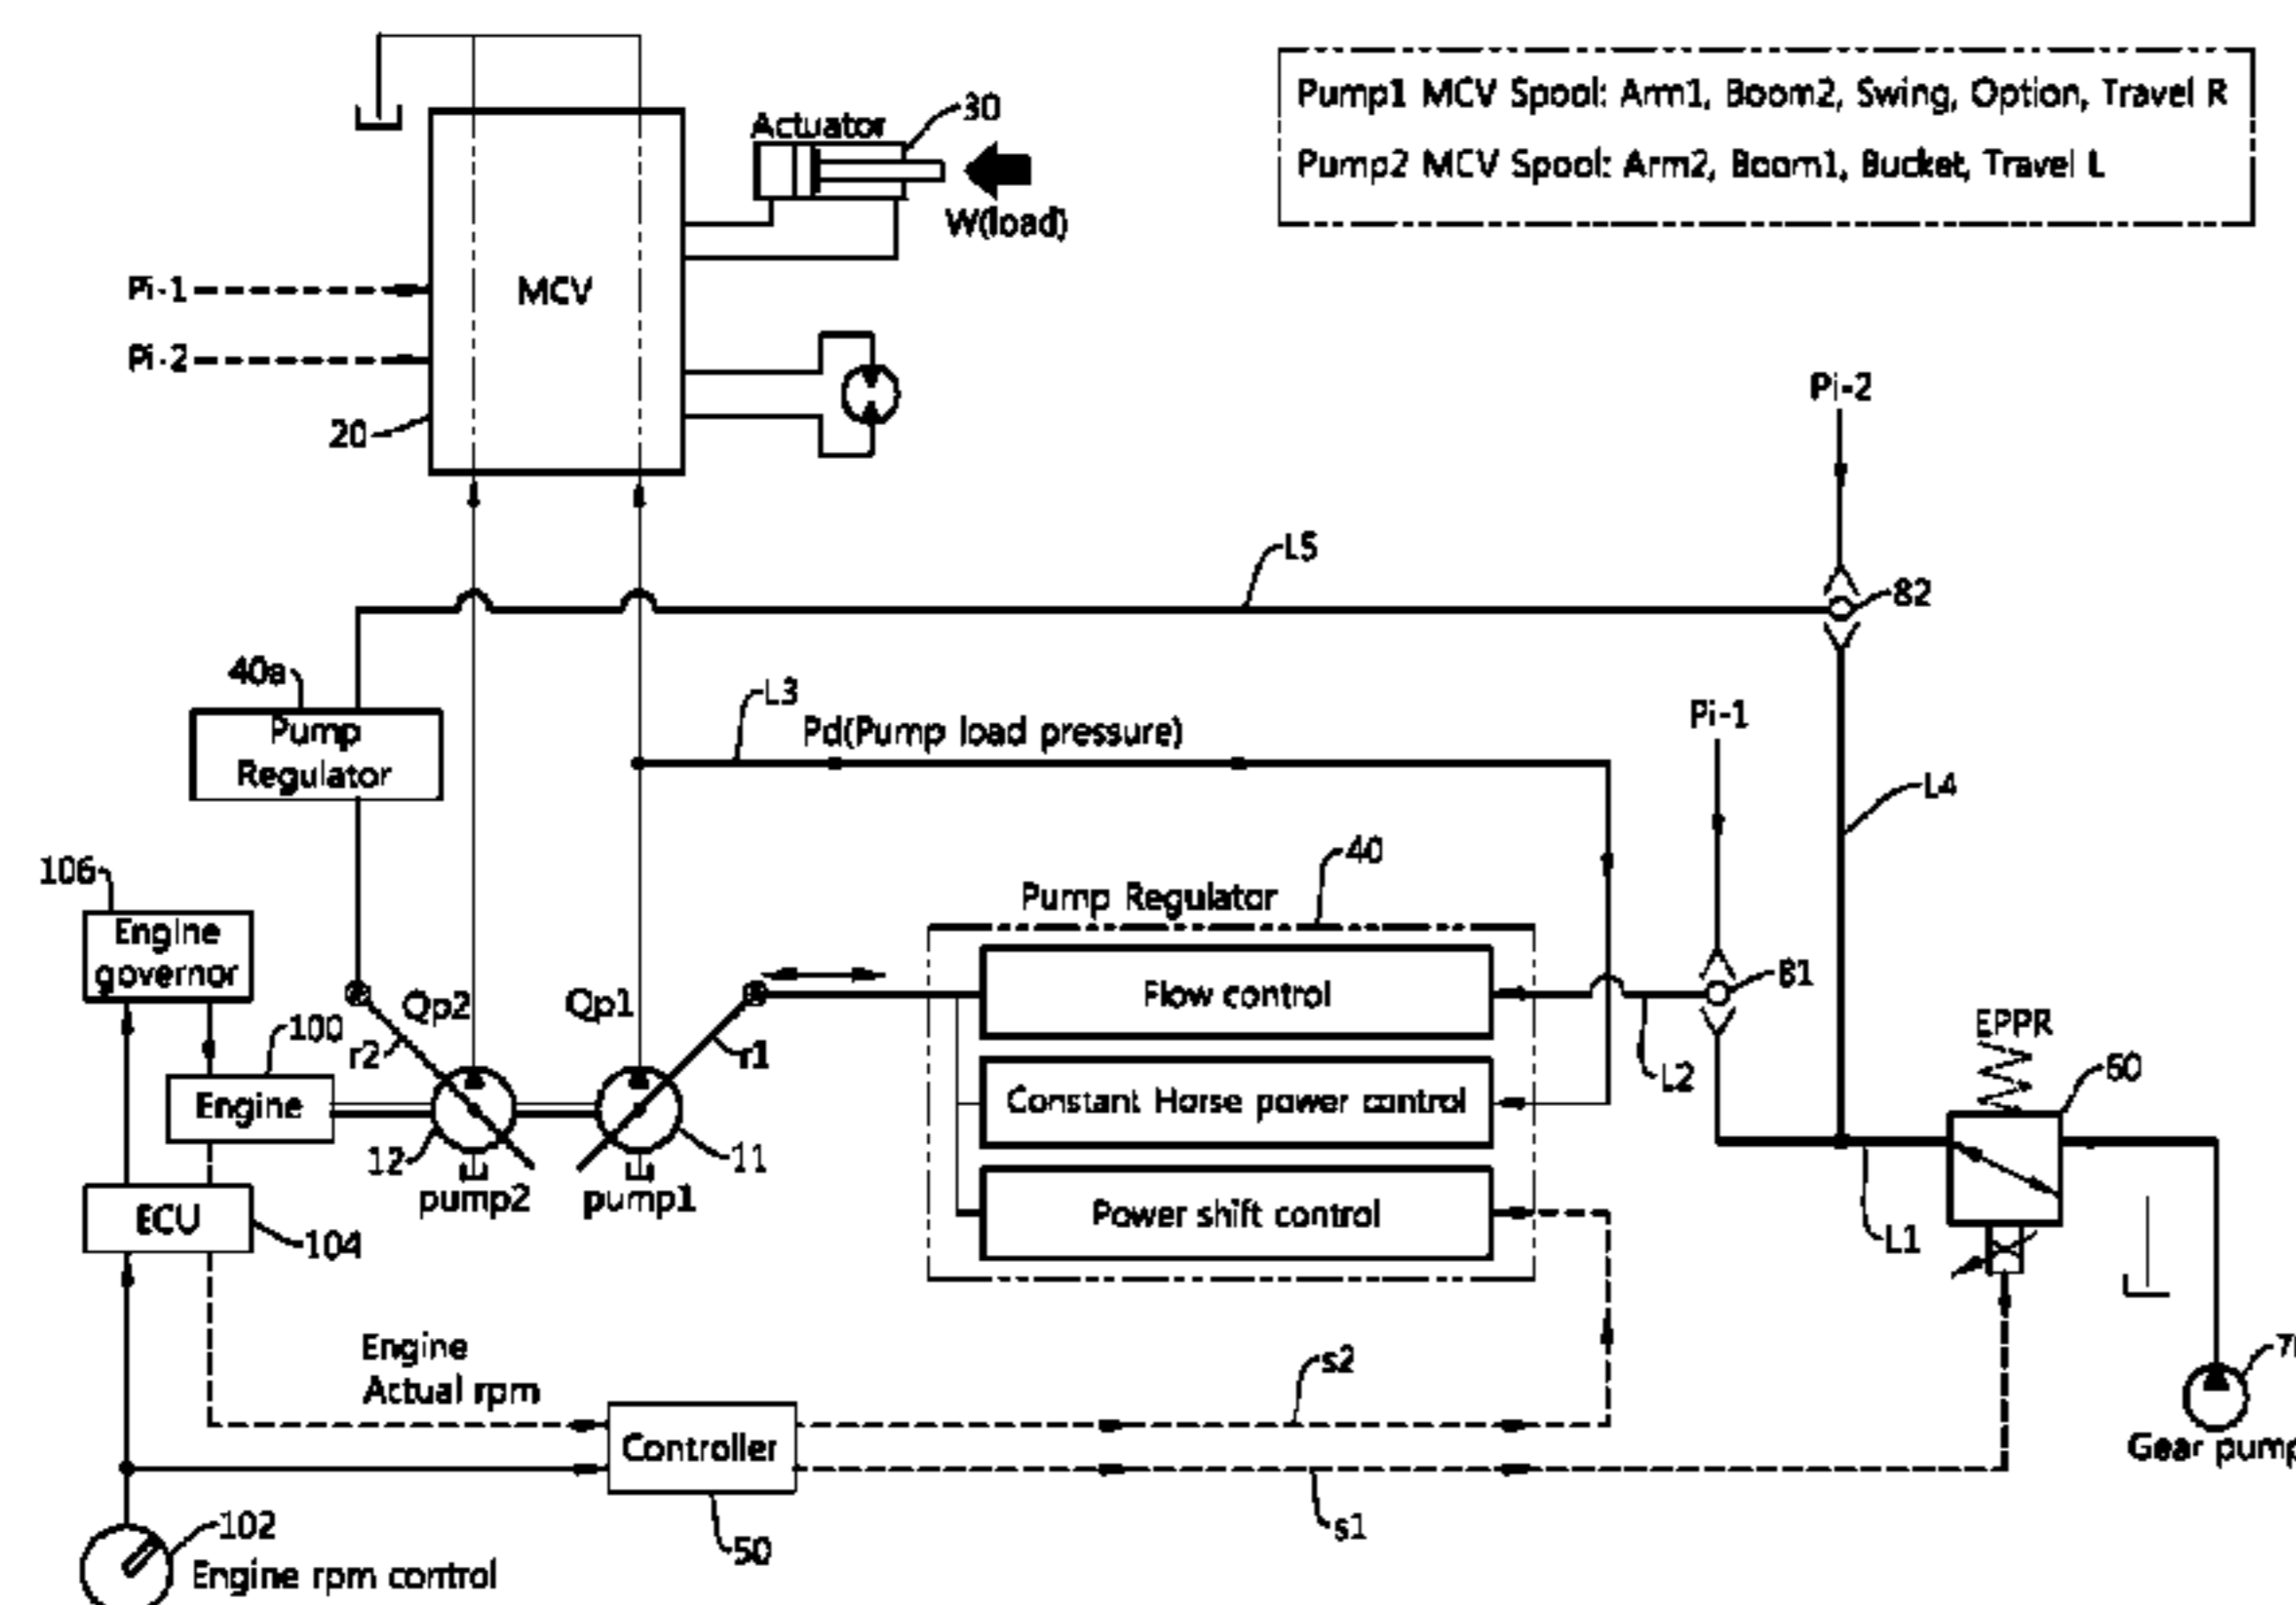 Pump1 MCV Spool: Arm1, Boom2, Swing, Option, Travel R
Pump2 MCV Spool: Arm2, Boom1, Bucket, Travel L
Actuator
30
W(load)
MCV
Pi-1
Pi-2
20
Pi-2
L5
82
40a
Pump
Regulator
L3
Pd(Pump load pressure)
Pi-1
L4
106
Engine
governor
40
Pump Regulator
Flow control
81
Qp2
Qp1
100
r2
r1
L2
EPPR
60
Engine
Constant Horse power control
12
11
pump2
pump1
ECU
104
Power shift control
L1
Engine
Actual rpm
s2
Controller
Gear pump
s1
50
102
Engine rpm control